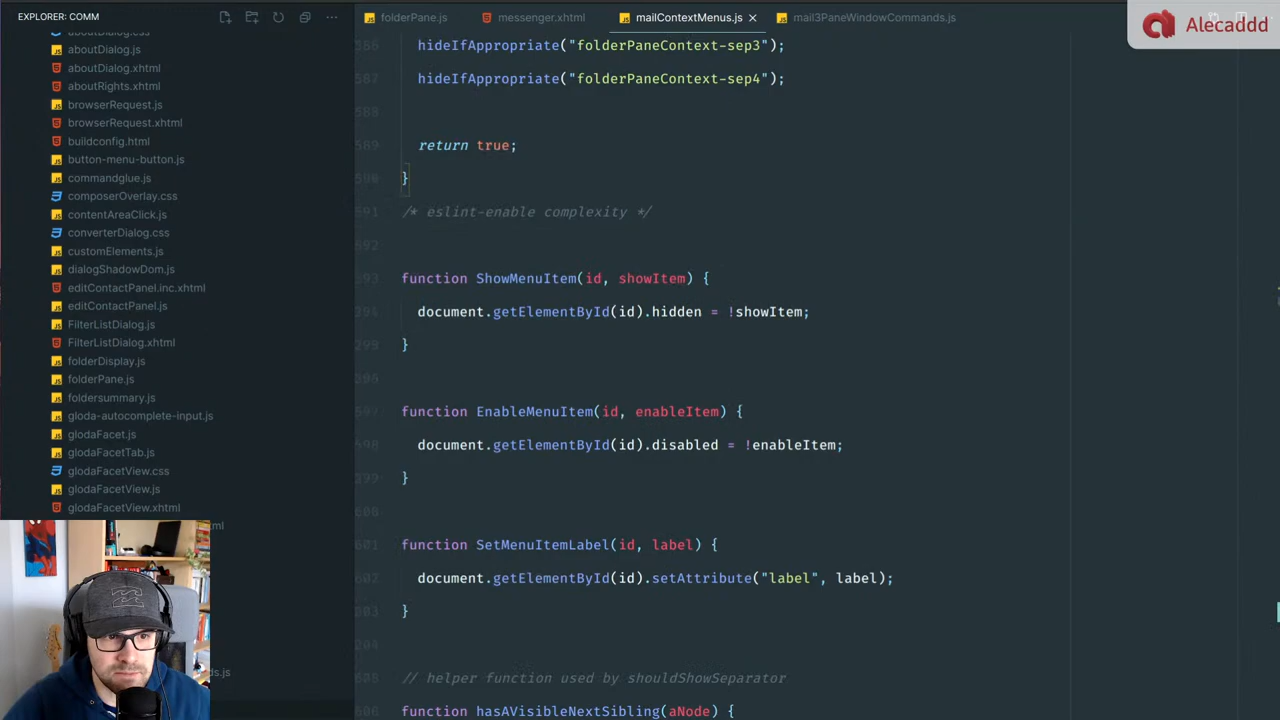 EXPLORER: COMM
folderPane.js
messenger.xhtml
mailContextMenus.js
mail3PaneWindowCommands.js
Alecaddd
aboutDialog.js
aboutDialog.xhtml
aboutRights.xhtml
browserRequest.js
browserRequest.xhtml
buildconfig.html
button-menu-button.js
commandglue.js
composerOverlay.css
contentAreaClick.js
converterDialog.css
customElements.js
dialogShadowDom.js
editContactPanel.inc.xhtml
editContactPanel.js
FilterListDialog.js
FilterListDialog.xhtml
folderDisplay.js
folderPane.js
foldersummary.js
gloda-autocomplete-input.js
glodaFacet.js
glodaFacetTab.js
glodaFacetView.css
glodaFacetView.js
glodaFacetView.xhtml
hideIfAppropriate("folderPaneContext-sep3");
hideIfAppropriate("folderPaneContext-sep4");
return true;
}
/* eslint-enable complexity */
function ShowMenuItem(id, showItem) {
document.getElementById(id).hidden = !showItem;
}
function EnableMenuItem(id, enableItem) {
document.getElementById(id).disabled = !enableItem;
}
function SetMenuItemLabel(id, label) {
document.getElementById(id).setAttribute("label", label);
}
// helper function used by shouldShowSeparator
function hasAVisibleNextSibling(aNode) {